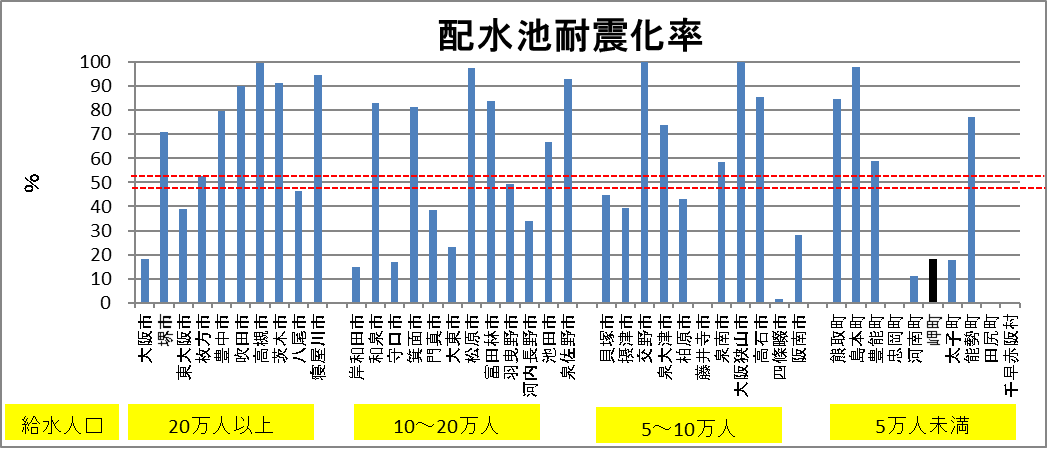 配水池耐震化率
100
90
80
70
60
50
40
30
20
10
0
%
大阪市
堺市
東大阪市
枚方市
豊中市
吹田市
高槻市
茨木市
八尾市
寝屋川市
岸和田市
和泉市
守口市
箕面市
門真市
大東市
松原市
富田林市
羽曳野市
河内長野市
池田市
泉佐野市
貝塚市
摂津市
交野市
泉大津市
柏原市
藤井寺市
泉南市
大阪狭山市
高石市
四條畷市
阪南市
熊取町
島本町
豊能町
忠岡町
河南町
岬町
太子町
能勢町
田尻町
千早赤阪村
給水人口
20万人以上
10～20万人
5～10万人
5万人未満